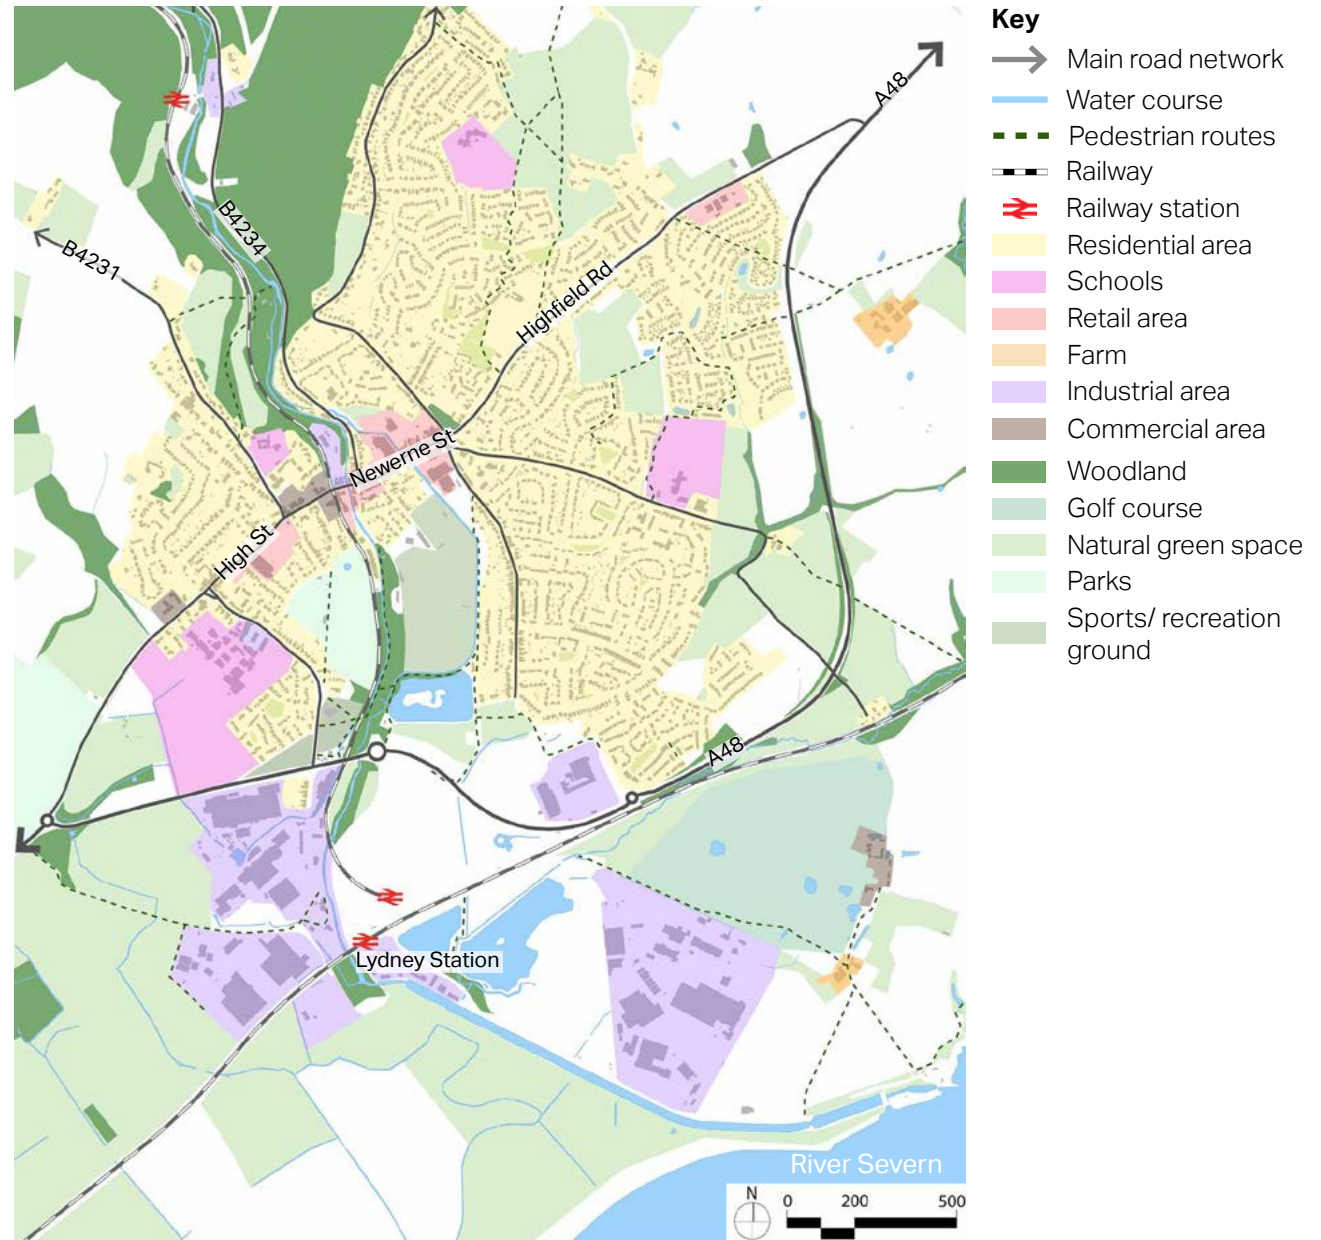 Key
Main road network
Water course
Pedestrian routes
Railway
Railway station
Residential area
Schools
Retail area
Farm
Industrial area
Commercial area
Woodland
Golf course
Natural green space
Parks
Sports/ recreation
ground
A48
B4234
B4231
Highfield Rd
Newerne St
High St
A48
Lydney Station
River Severn
N
0 200 500